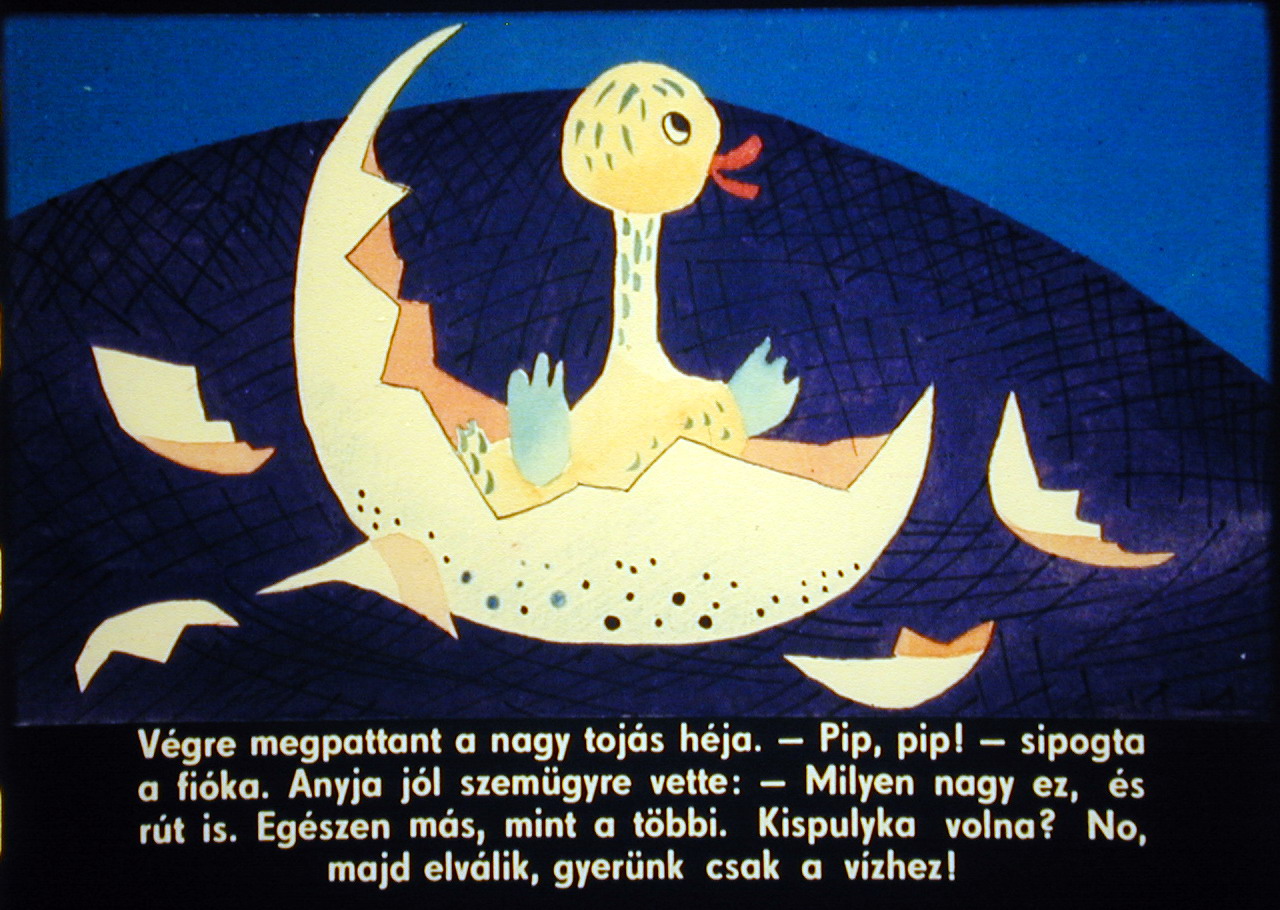 Végre megpattant a nagy tojás héja. — Pip, pip! — sipogta
a fióka. Anyja jól szemügyre vette: — Milyen nagy ez, és
rút is. Egészen más, mint a többi. Kispulyka volna? No,
majd elválik, gyerünk csak a vízhez!